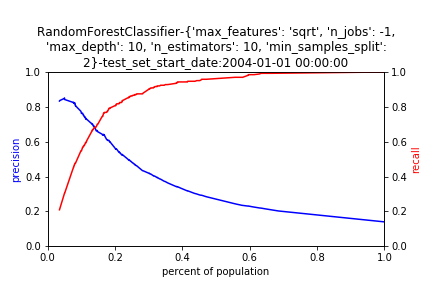 RandomForestClassifier-{'max_features': 'sqrt', 'n_jobs': -1,
'max_depth': 10, 'n_estimators': 10, 'min_samples_split':
2}-test_set_start_date:2004-01-01 00:00:00
1.0 1.0
0.8 0.8
0.6 0.6
0.4 0.4
0.2 0.2
0.0 0.0
precision
recall
0.0 0.2 0.4 0.6 0.8 1.0
percent of population